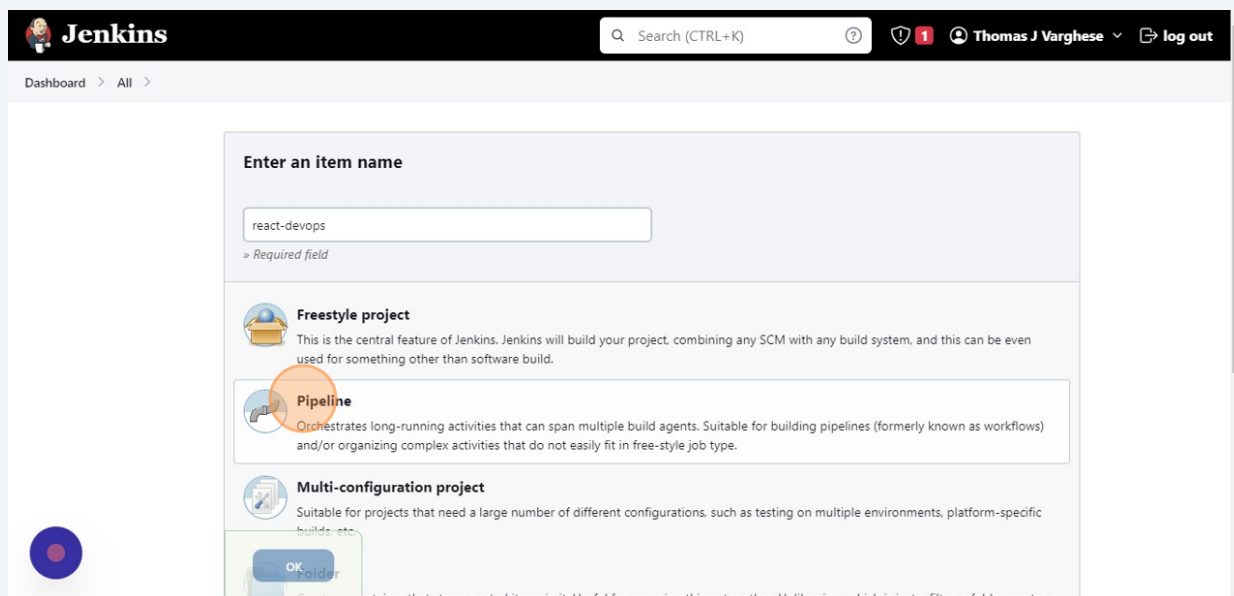 Jenkins
Search (CTRL+K)
1
Thomas J Varghese
log out
Dashboard
All
Enter an item name
react-devops
» Required field
Freestyle project
This is the central feature of Jenkins. Jenkins will build your project, combining any SCM with any build system, and this can be even
used for something other than software build.
Pipeline
Orchestrates long-running activities that can span multiple build agents. Suitable for building pipelines (formerly known as workflows)
and/or organizing complex activities that do not easily fit in free-style job type.
Multi-configuration project
Suitable for projects that need a large number of different configurations, such as testing on multiple environments, platform-specific
builds, etc.
OK
Folder